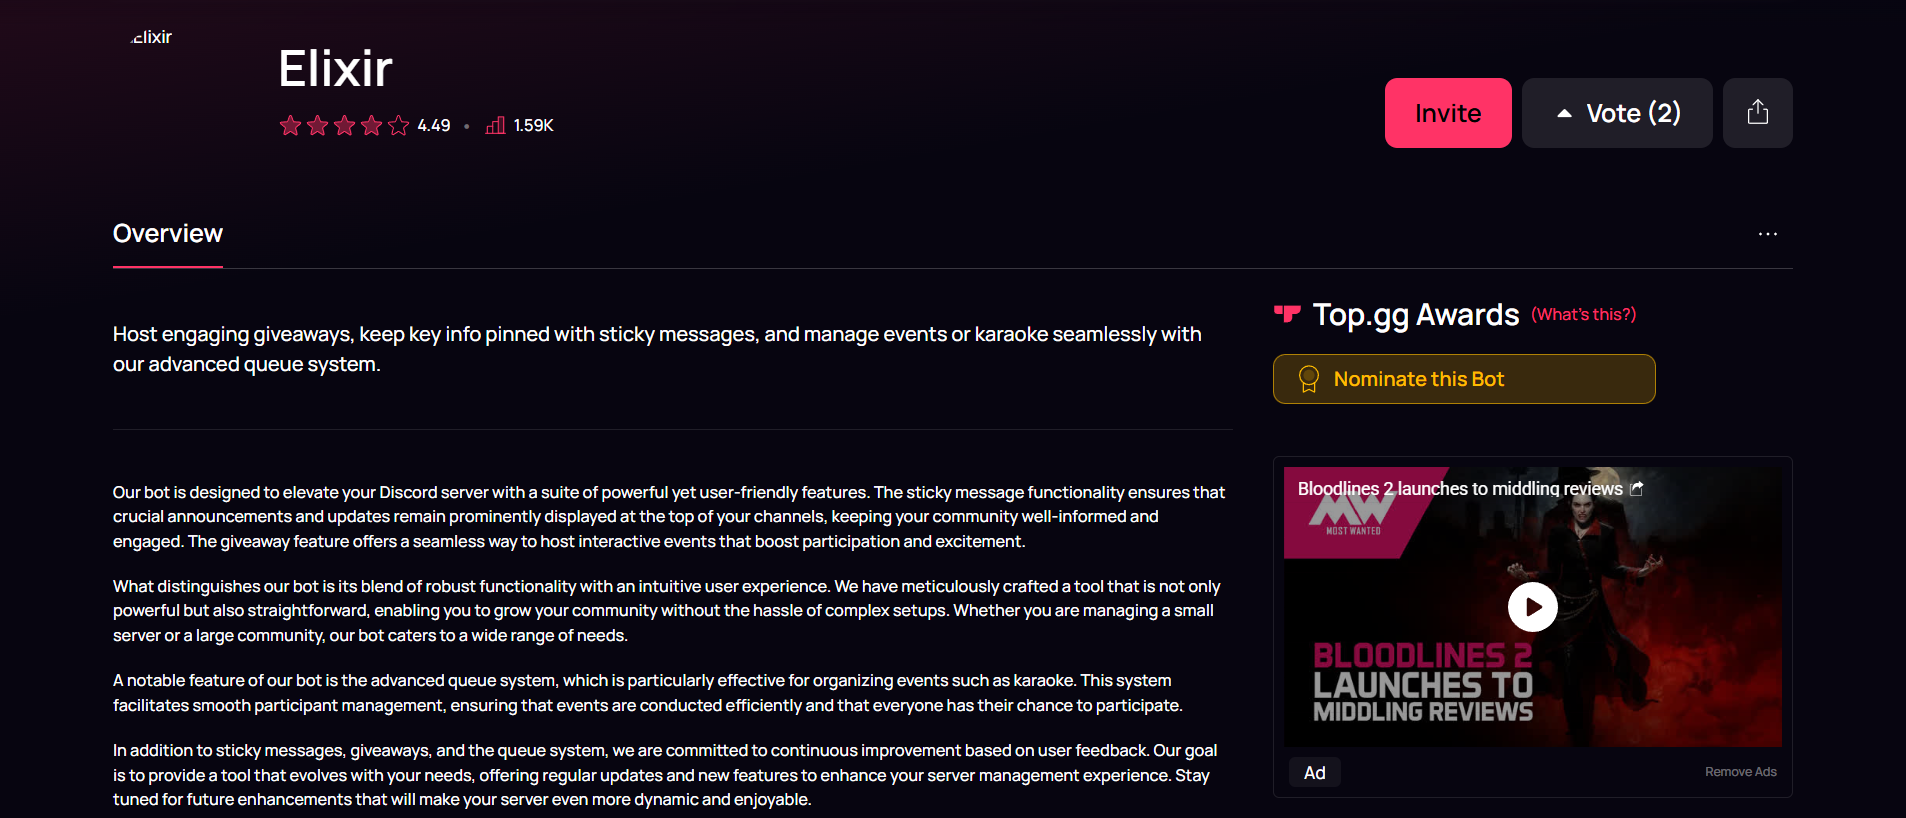 Elixir
Elixir
4.49 • 1.59K
Invite
Vote (2)
Overview
...
Host engaging giveaways, keep key info pinned with sticky messages, and manage events or karaoke seamlessly with
our advanced queue system.
Our bot is designed to elevate your Discord server with a suite of powerful yet user-friendly features. The sticky message functionality ensures that
crucial announcements and updates remain prominently displayed at the top of your channels, keeping your community well-informed and
engaged. The giveaway feature offers a seamless way to host interactive events that boost participation and excitement.
What distinguishes our bot is its blend of robust functionality with an intuitive user experience. We have meticulously crafted a tool that is not only
powerful but also straightforward, enabling you to grow your community without the hassle of complex setups. Whether you are managing a small
server or a large community, our bot caters to a wide range of needs.
A notable feature of our bot is the advanced queue system, which is particularly effective for organizing events such as karaoke. This system
facilitates smooth participant management, ensuring that events are conducted efficiently and that everyone has their chance to participate.
In addition to sticky messages, giveaways, and the queue system, we are committed to continuous improvement based on user feedback. Our goal
is to provide a tool that evolves with your needs, offering regular updates and new features to enhance your server management experience. Stay
tuned for future enhancements that will make your server even more dynamic and enjoyable.
Top.gg Awards (What's this?)
Nominate this Bot
Bloodlines 2 launches to middling reviews
MW
MOST WANTED
BLOODLINES 2
LAUNCHES TO
MIDDLING REVIEWS
Ad
Remove Ads